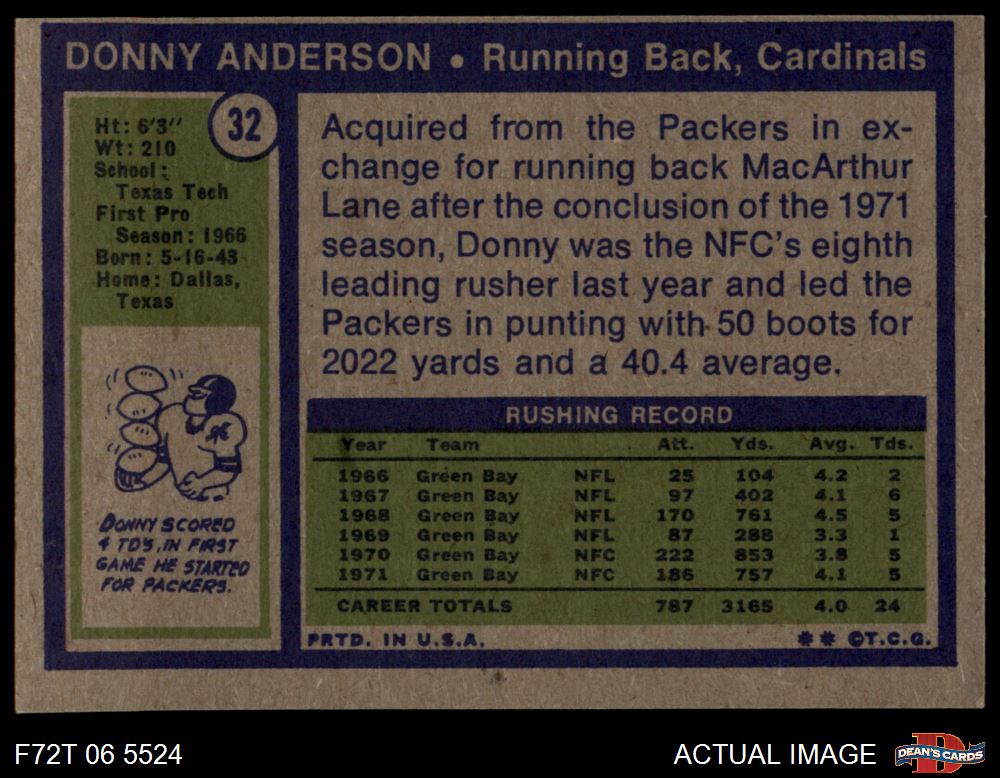 DONNY ANDERSON • Running Back, Cardinals
32
Ht: 6'3"
Wt: 210
School:
Texas Tech
First Pro
Season: 1966
Born: 5-16-43
Home: Dallas,
Texas
DONNY SCORED
4 TD'S, IN FIRST
GAME HE STARTED
FOR PACKERS.
Acquired from the Packers in ex-
change for running back MacArthur
Lane after the conclusion of the 1971
season, Donny was the NFC's eighth
leading rusher last year and led the
Packers in punting with 50 boots for
2022 yards and a 40.4 average.
RUSHING RECORD
Year Team Att. Yds. Avg. Tds.
1966 Green Bay NFL 25 104 4.2 2
1967 Green Bay NFL 97 402 4.1 6
1968 Green Bay NFL 170 761 4.5 5
1969 Green Bay NFL 87 288 3.3 1
1970 Green Bay NFC 222 853 3.8 5
1971 Green Bay NFC 186 757 4.1 5
CAREER TOTALS 787 3165 4.0 24
PRTD. IN U.S.A. ** ©T.C.G.
F72T 06 5524 ACTUAL IMAGE
D
DEAN'S CARDS